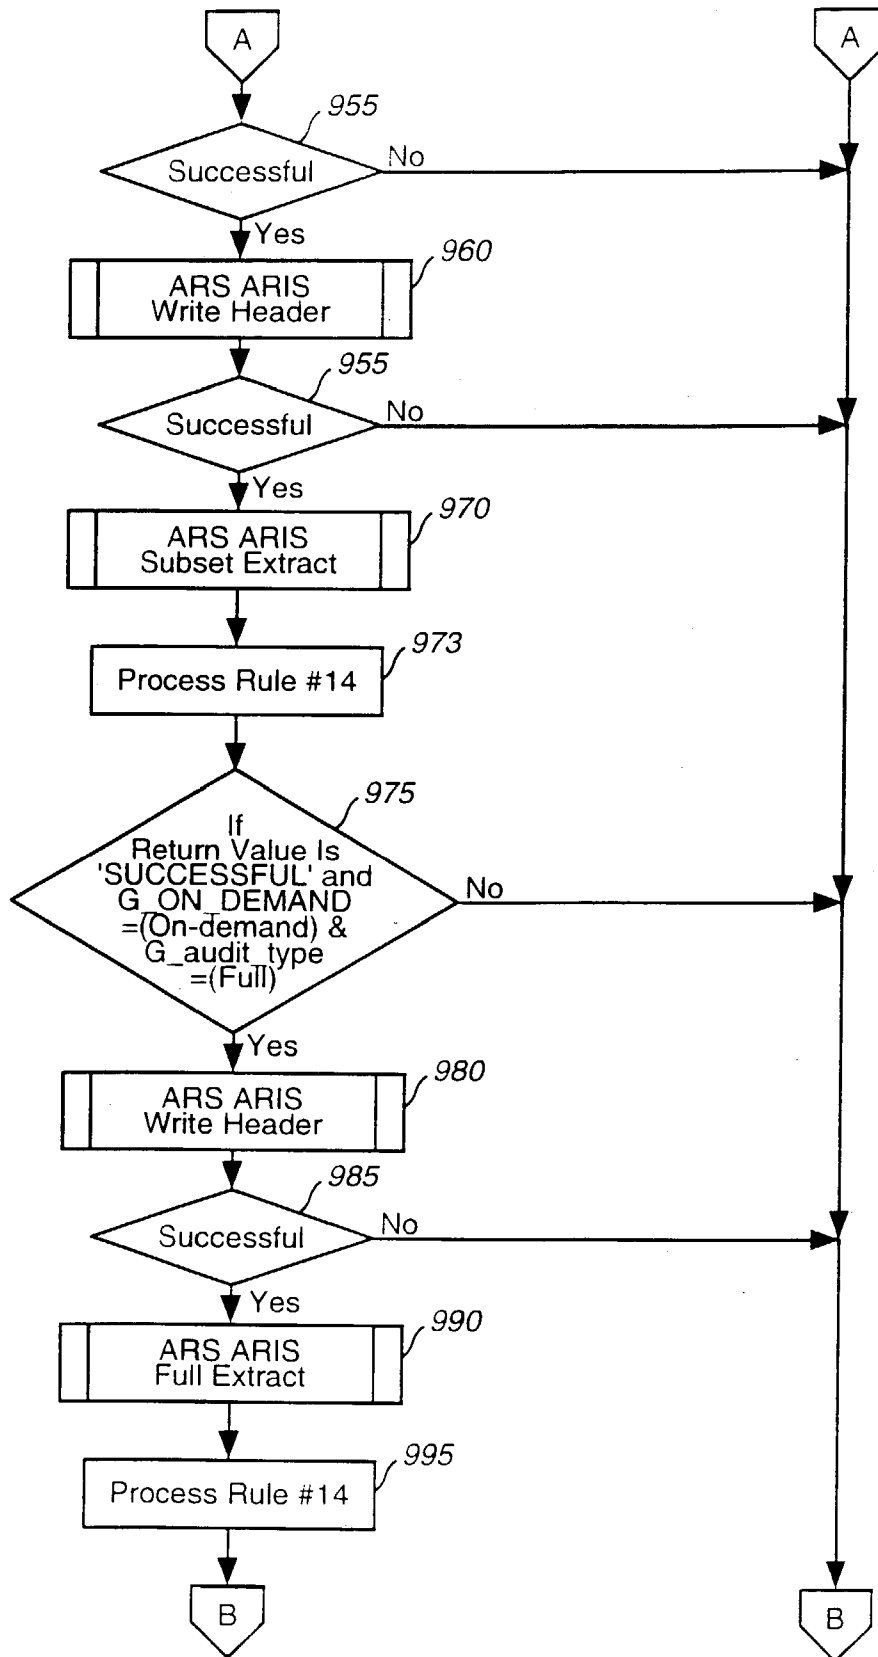 A
A
955
Successful
No
Yes
960
ARS ARIS
Write Header
955
Successful
No
Yes
970
ARS ARIS
Subset Extract
973
Process Rule #14
975
If
Return Value Is
'SUCCESSFUL' and
G_ON_DEMAND
=(On-demand) &
G_audit_type
=(Full)
No
Yes
980
ARS ARIS
Write Header
985
Successful
No
Yes
990
ARS ARIS
Full Extract
995
Process Rule #14
B
B